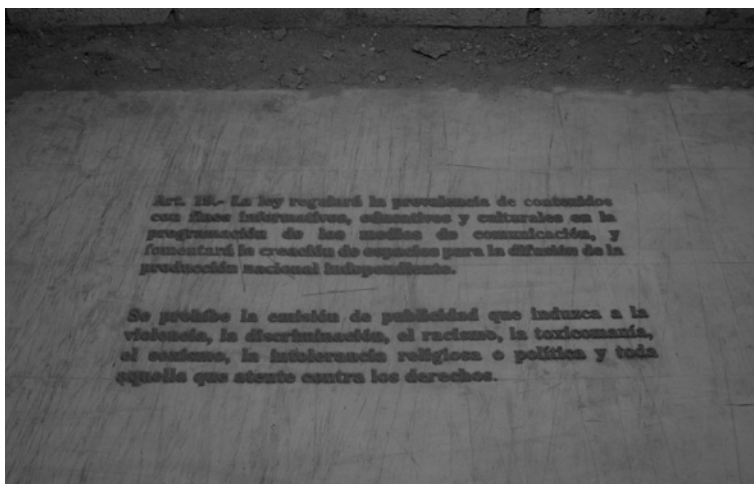 Art. 19.- La ley regulará la prevalencia de contenidos
con fines informativos, educativos y culturales en la
programación de los medios de comunicación, y
fomentará la creación de espacios para la difusión de la
producción nacional independiente.
Se prohíbe la emisión de publicidad que induzca a la
violencia, la discriminación, el racismo, la toxicomanía,
el sexismo, la intolerancia religiosa o política y toda
aquella que atente contra los derechos.